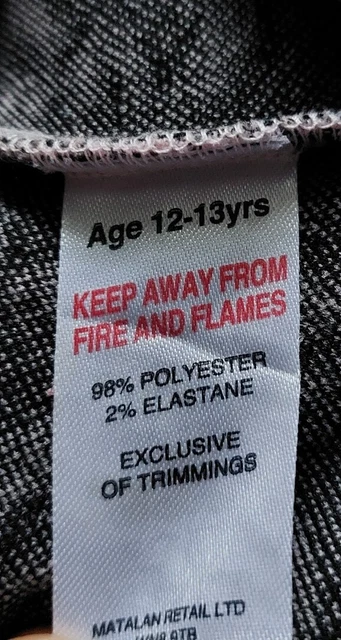 Age 12-13yrs
KEEP AWAY FROM
FIRE AND FLAMES
98% POLYESTER
2% ELASTANE
EXCLUSIVE
OF TRIMMINGS
MATALAN RETAIL LTD